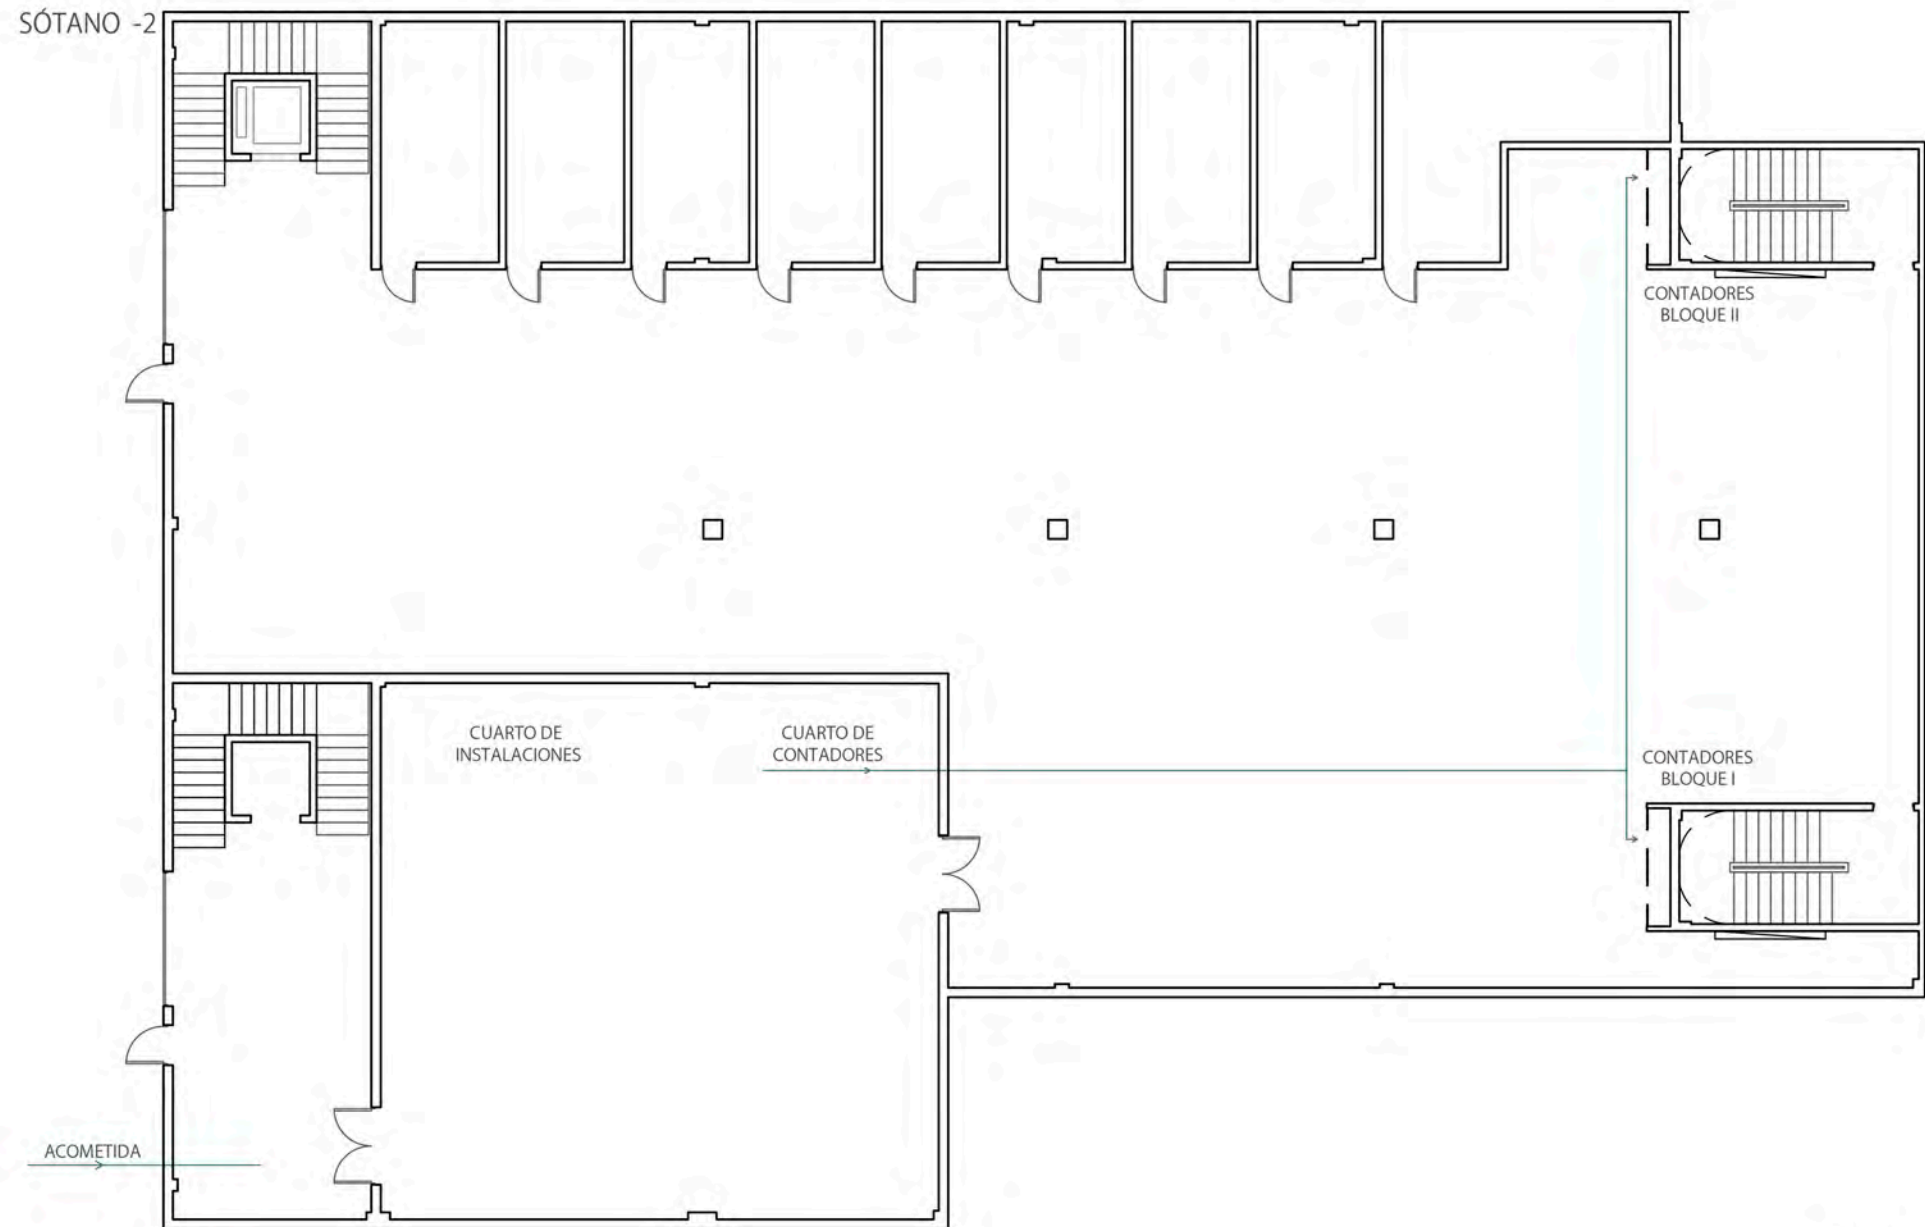 SÓTANO -2
CONTADORES
BLOQUE II
CUARTO DE
INSTALACIONES
CUARTO DE
CONTADORES
CONTADORES
BLOQUE I
ACOMETIDA